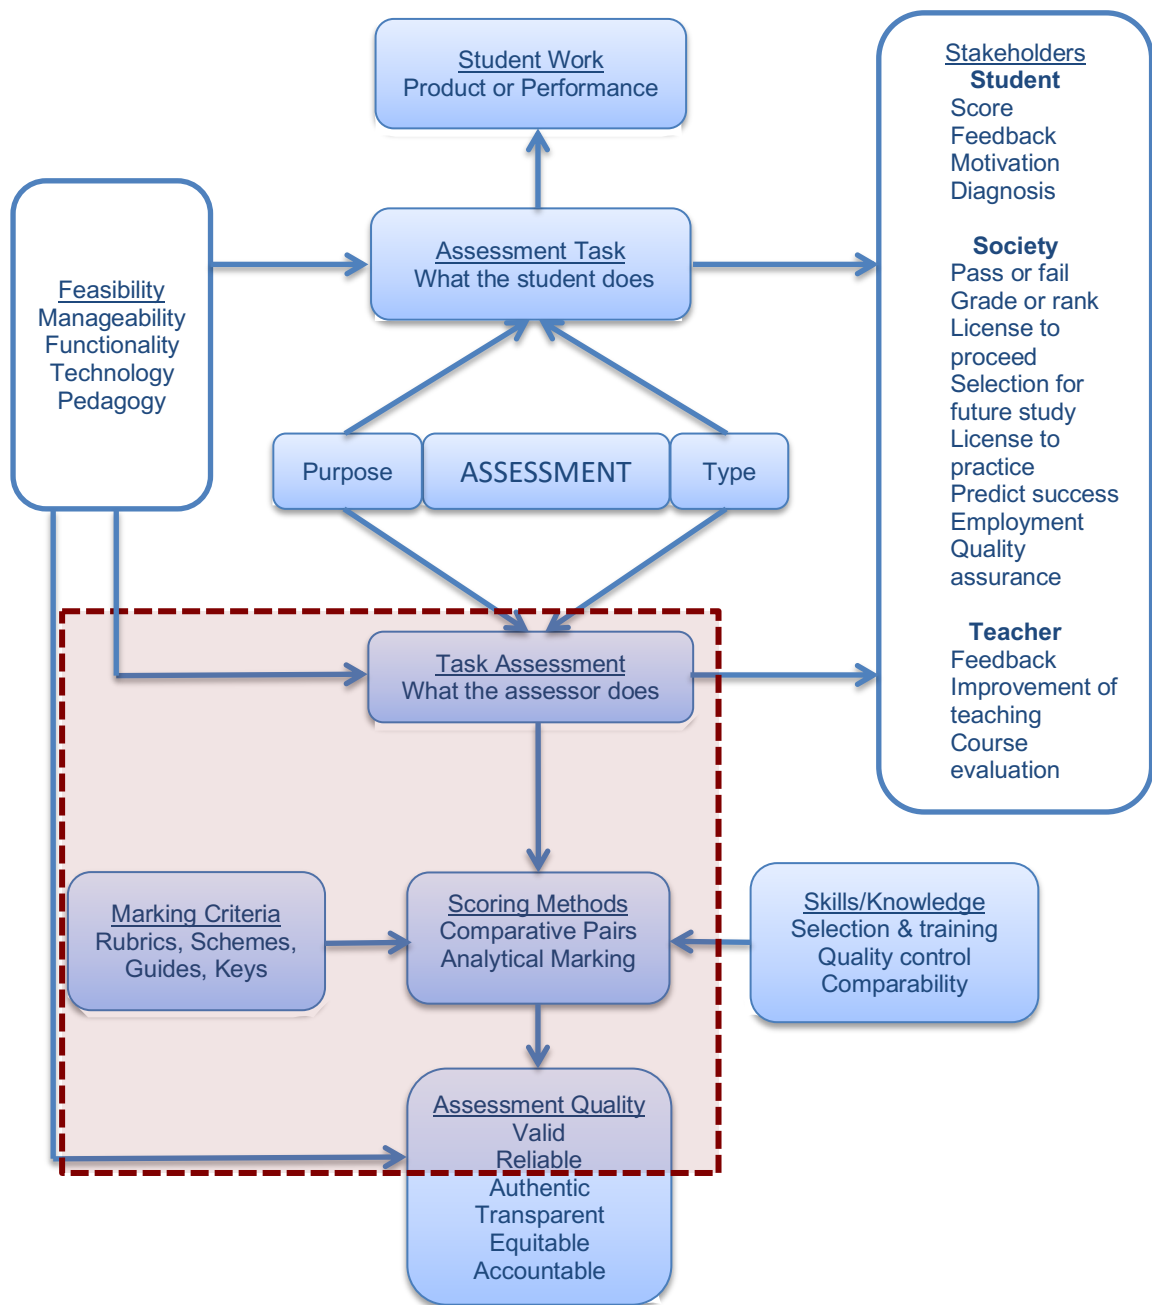 Student Work
Product or Performance
Stakeholders
Student
Score
Feedback
Motivation
Diagnosis
Society
Pass or fail
Grade or rank
License to
proceed
Selection for
future study
License to
practice
Predict success
Employment
Quality
assurance
Teacher
Feedback
Improvement of
teaching
Course
evaluation
Assessment Task
What the student does
Feasibility
Manageability
Functionality
Technology
Pedagogy
Purpose
ASSESSMENT
Type
Task Assessment
What the assessor does
Marking Criteria
Rubrics, Schemes,
Guides, Keys
Scoring Methods
Comparative Pairs
Analytical Marking
Skills/Knowledge
Selection & training
Quality control
Comparability
Assessment Quality
Valid
Reliable
Authentic
Transparent
Equitable
Accountable